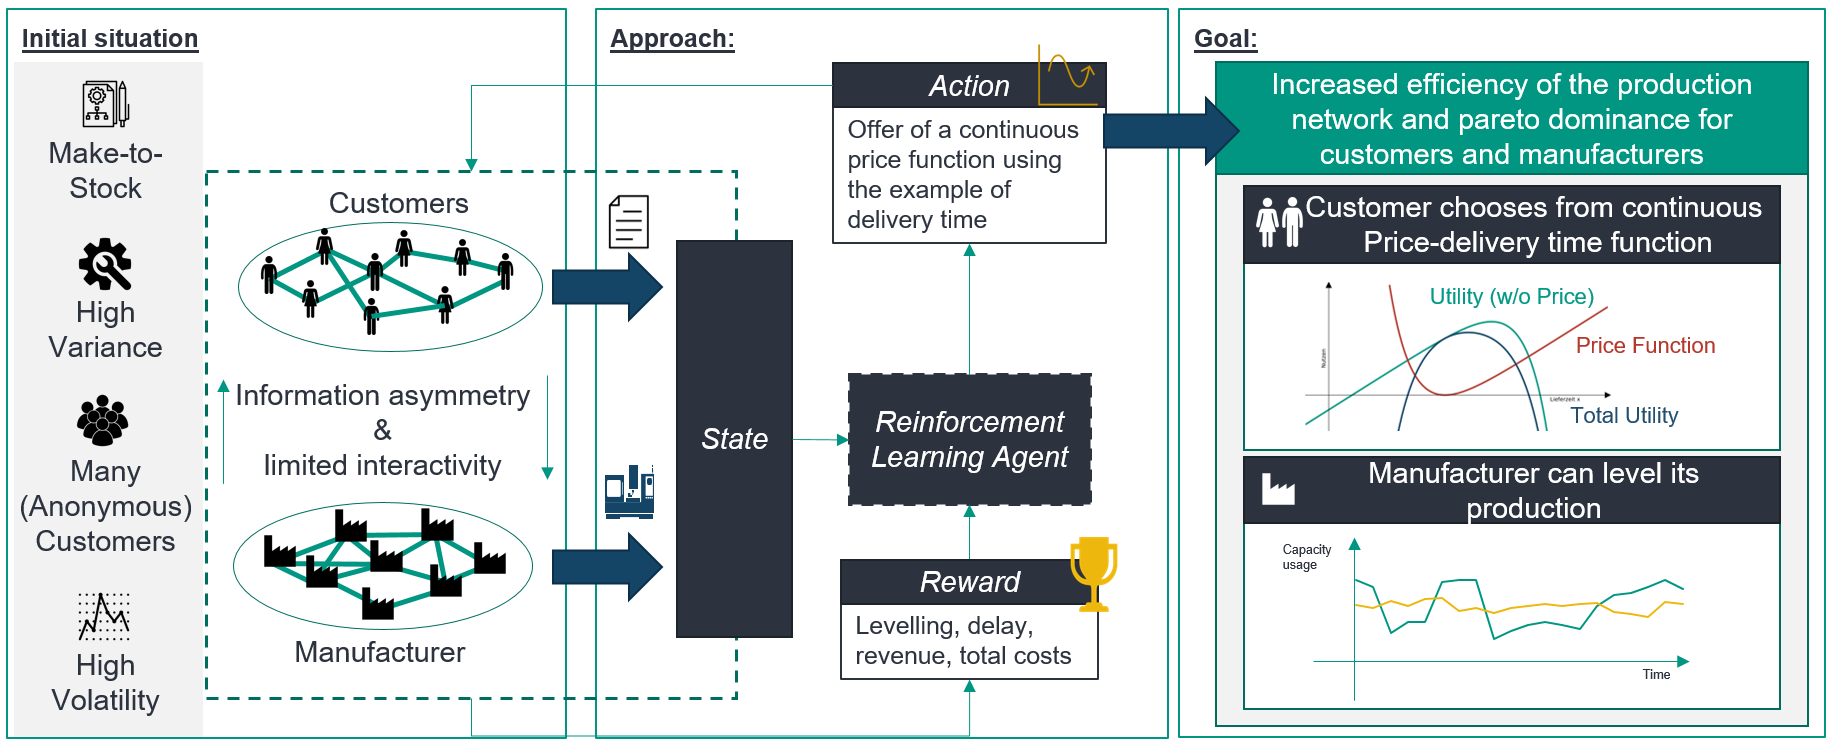 Initial situation
Make-to-
Stock
High
Variance
Many
(Anonymous)
Customers
High
Volatility
Customers
Information asymmetry
&
limited interactivity
Manufacturer
Approach:
State
Action
Offer of a continuous
price function using
the example of
delivery time
Reinforcement
Learning Agent
Reward
Levelling, delay,
revenue, total costs
Goal:
Increased efficiency of the production
network and pareto dominance for
customers and manufacturers
Customer chooses from continuous
Price-delivery time function
Utility (w/o Price)
Price Function
Nutzen
Lieferzeit x
Total Utility
Manufacturer can level its
production
Capacity
usage
Time